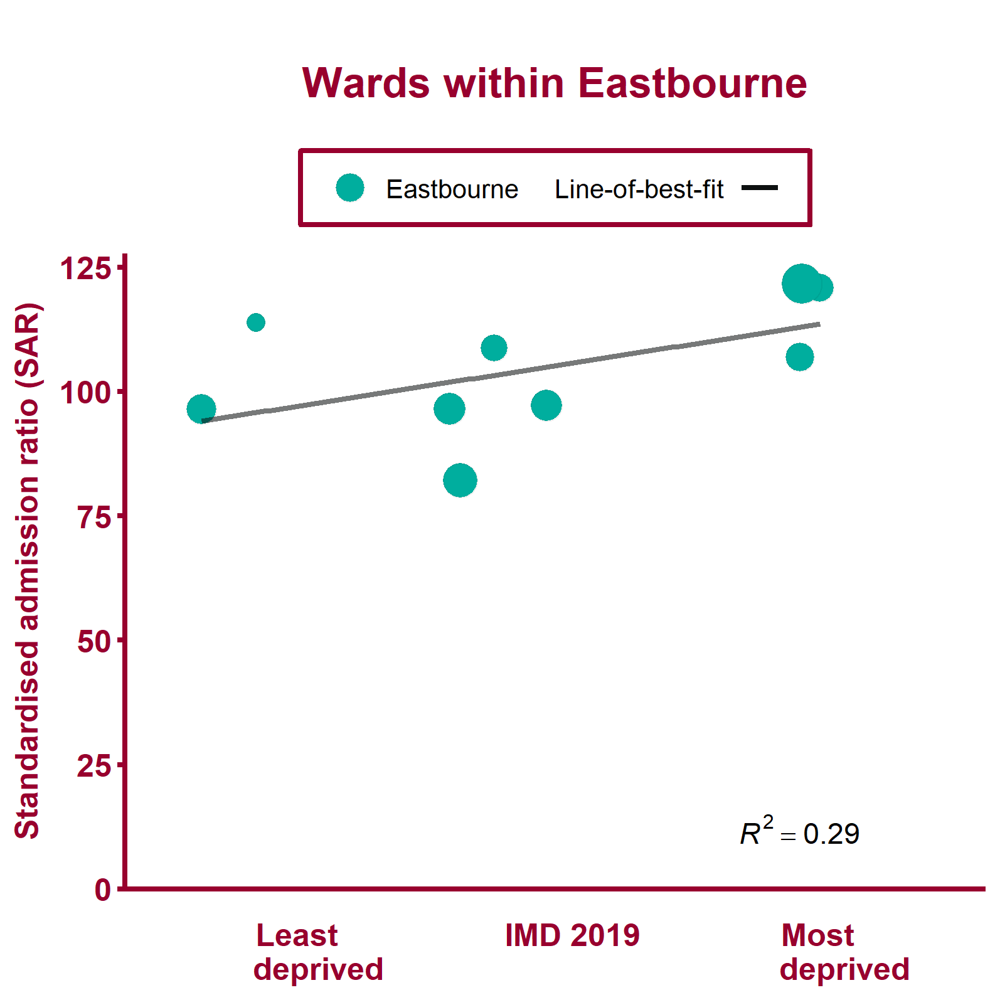 Wards within Eastbourne
Eastbourne Line-of-best-fit
Standardised admission ratio (SAR)
125
100
75
50
25
0
R² = 0.29
Least deprived
IMD 2019
Most deprived